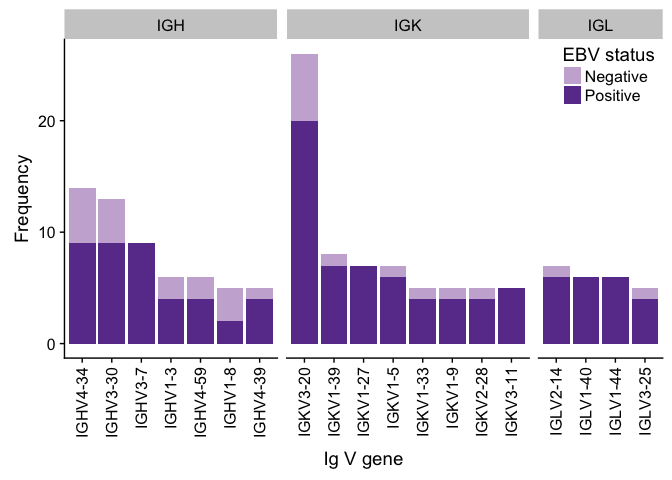 IGH IGK IGL
EBV status
Negative
Positive
Frequency
20
10
0
IGHV4-34 IGHV3-30 IGHV3-7 IGHV1-3 IGHV4-59 IGHV1-8 IGHV4-39 IGKV3-20 IGKV1-39 IGKV1-27 IGKV1-5 IGKV1-33 IGKV1-9 IGKV2-28 IGKV3-11 IGLV2-14 IGLV1-40 IGLV1-44 IGLV3-25
Ig V gene